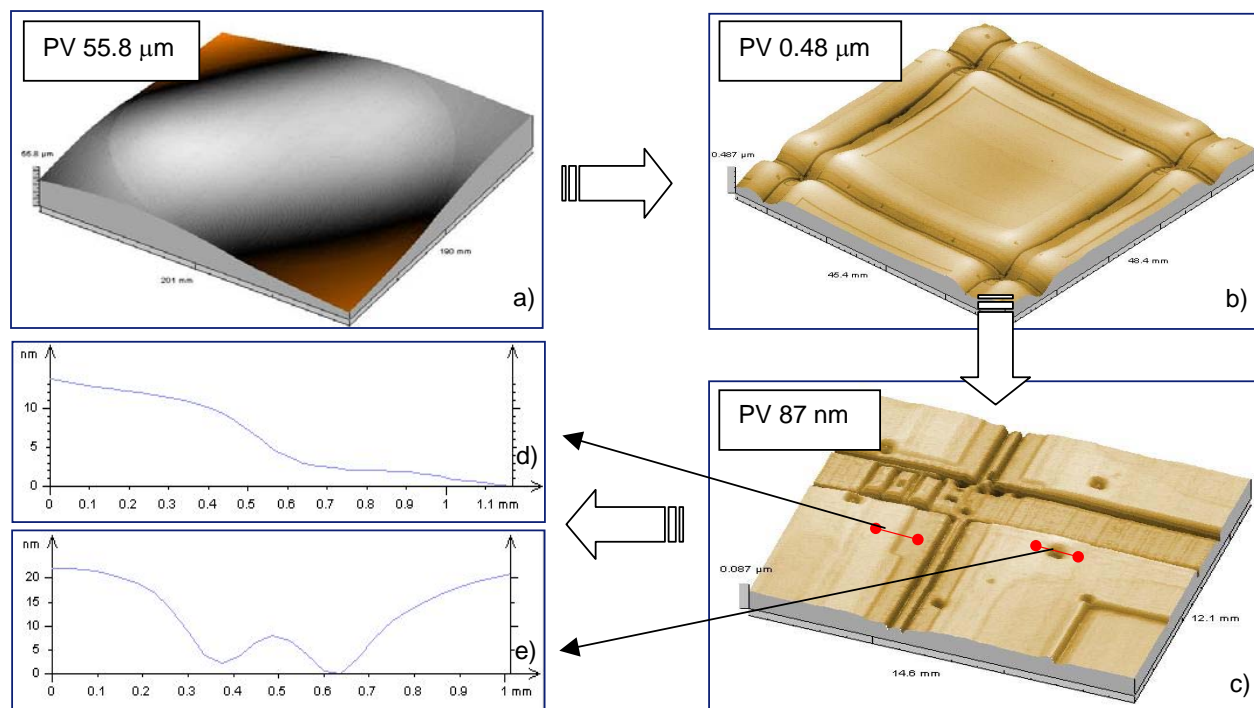 PV 55.8 μm
55.8 µm
201 mm
190 mm
a)
PV 0.48 μm
0.487 µm
45.4 mm
48.4 mm
b)
nm
10
5
0
0 0.1 0.2 0.3 0.4 0.5 0.6 0.7 0.8 0.9 1 1.1 mm
d)
nm
20
15
10
5
0
0 0.1 0.2 0.3 0.4 0.5 0.6 0.7 0.8 0.9 1 mm
e)
PV 87 nm
0.087 µm
14.6 mm
12.1 mm
c)